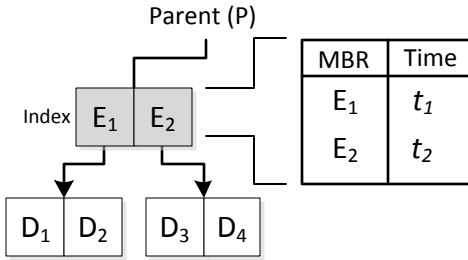 Parent (P)
Index
E₁ E₂
D₁ D₂
D₃ D₄
MBR Time
E₁ t₁
E₂ t₂